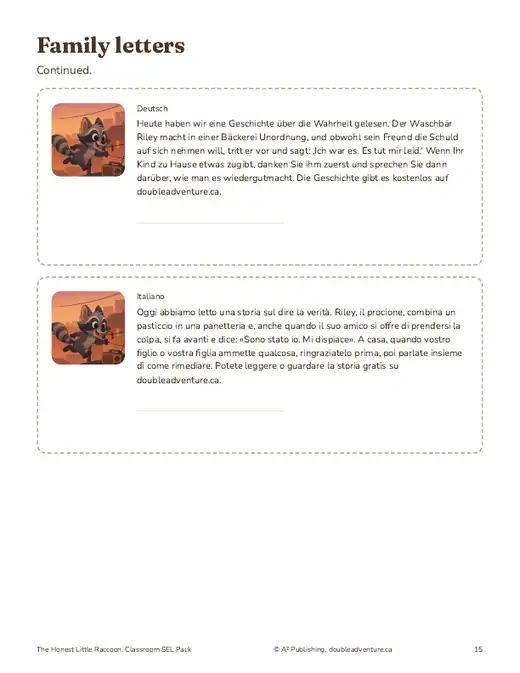 Family letters
Continued.
Deutsch
Heute haben wir eine Geschichte über die Wahrheit gelesen. Der Waschbär
Riley macht in einer Bäckerei Unordnung, und obwohl sein Freund die Schuld
auf sich nehmen will, tritt er vor und sagt: ‚Ich war es. Es tut mir leid.‘ Wenn Ihr
Kind zu Hause etwas zugibt, danken Sie ihm zuerst und sprechen Sie dann
darüber, wie man es wiedergutmacht. Die Geschichte gibt es kostenlos auf
doubleadventure.ca.
Italiano
Oggi abbiamo letto una storia sul dire la verità. Riley, il procione, combina un
pasticcio in una panetteria e, anche quando il suo amico si offre di prendersi la
colpa, si fa avanti e dice: «Sono stato io. Mi dispiace». A casa, quando vostro
figlio o vostra figlia ammette qualcosa, ringraziatelo prima, poi parlate insieme
di come rimediare. Potete leggere o guardare la storia gratis su
doubleadventure.ca.
The Honest Little Raccoon. Classroom SEL Pack
© A² Publishing, doubleadventure.ca
15